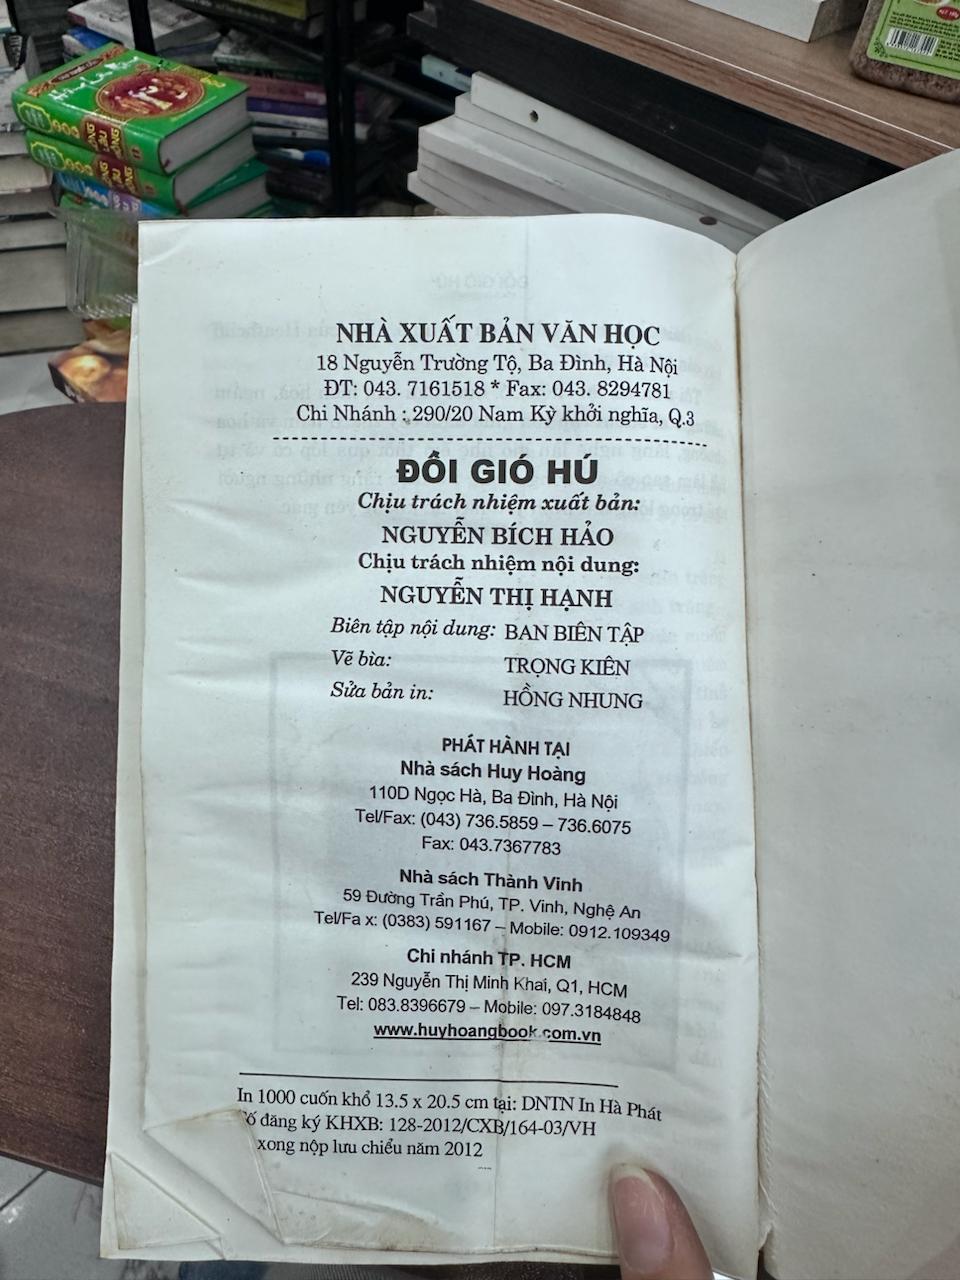 NHÀ XUẤT BẢN VĂN HỌC
18 Nguyễn Trường Tộ, Ba Đình, Hà Nội
ĐT: 043. 7161518 * Fax: 043. 8294781
Chi Nhánh : 290/20 Nam Kỳ khởi nghĩa, Q.3
ĐỒI GIÓ HÚ
Chịu trách nhiệm xuất bản:
NGUYỄN BÍCH HẢO
Chịu trách nhiệm nội dung:
NGUYỄN THỊ HẠNH
Biên tập nội dung: BAN BIÊN TẬP
Vẽ bìa: TRỌNG KIÊN
Sửa bản in: HỒNG NHUNG
PHÁT HÀNH TẠI
Nhà sách Huy Hoàng
110D Ngọc Hà, Ba Đình, Hà Nội
Tel/Fax: (043) 736.5859 – 736.6075
Fax: 043.7367783
Nhà sách Thành Vinh
59 Đường Trần Phú, TP. Vinh, Nghệ An
Tel/Fa x: (0383) 591167 – Mobile: 0912.109349
Chi nhánh TP. HCM
239 Nguyễn Thị Minh Khai, Q1, HCM
Tel: 083.8396679 – Mobile: 097.3184848
www.huyhoangbook.com.vn
In 1000 cuốn khổ 13.5 x 20.5 cm tại: DNTN In Hà Phát
đăng ký KHXB: 128-2012/CXB/164-03/VH
xong nộp lưu chiểu năm 2012